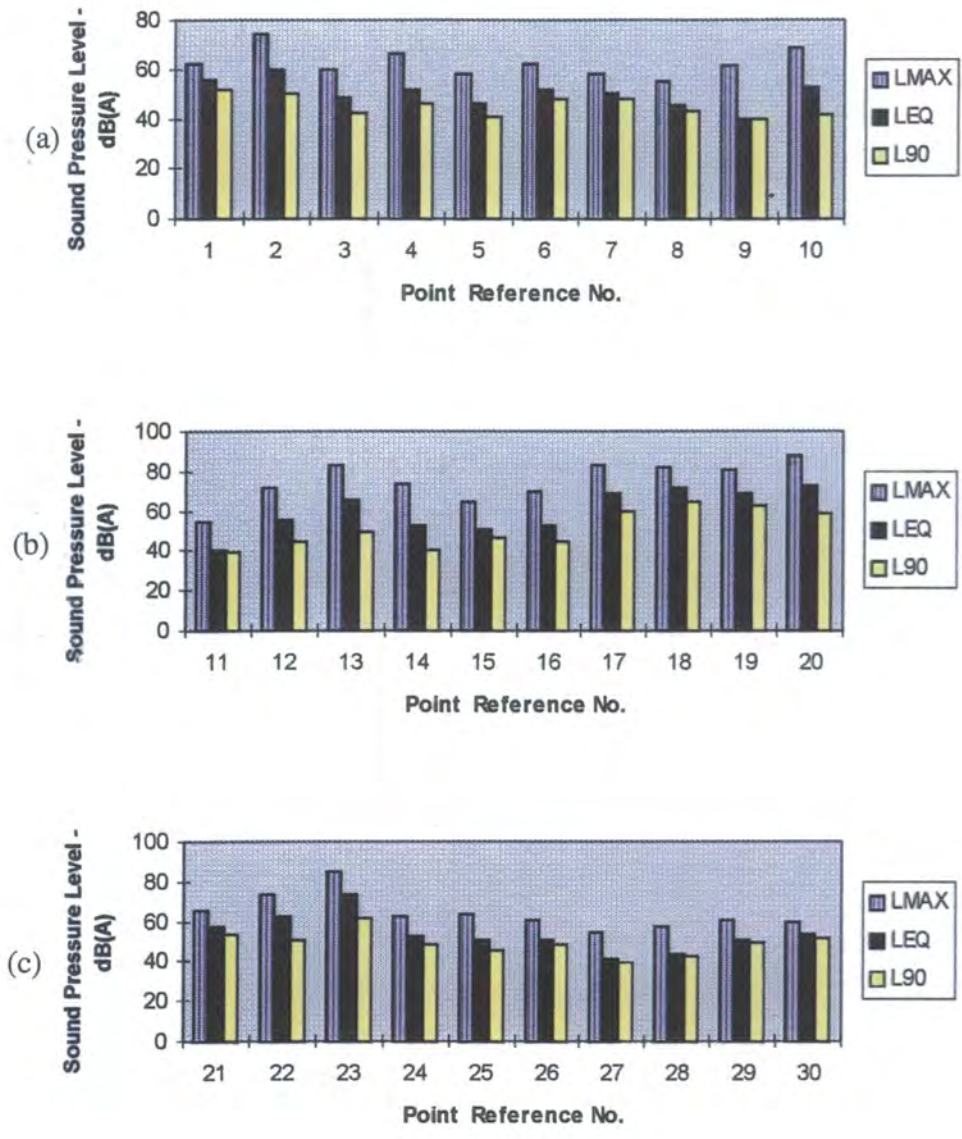 (a)
Sound Pressure Level -
dB(A)
80
60
40
20
0
1 2 3 4 5 6 7 8 9 10
Point Reference No.
LMAX
LEQ
L90
(b)
Sound Pressure Level -
dB(A)
100
80
60
40
20
0
11 12 13 14 15 16 17 18 19 20
Point Reference No.
LMAX
LEQ
L90
(c)
Sound Pressure Level -
dB(A)
100
80
60
40
20
0
21 22 23 24 25 26 27 28 29 30
Point Reference No.
LMAX
LEQ
L90